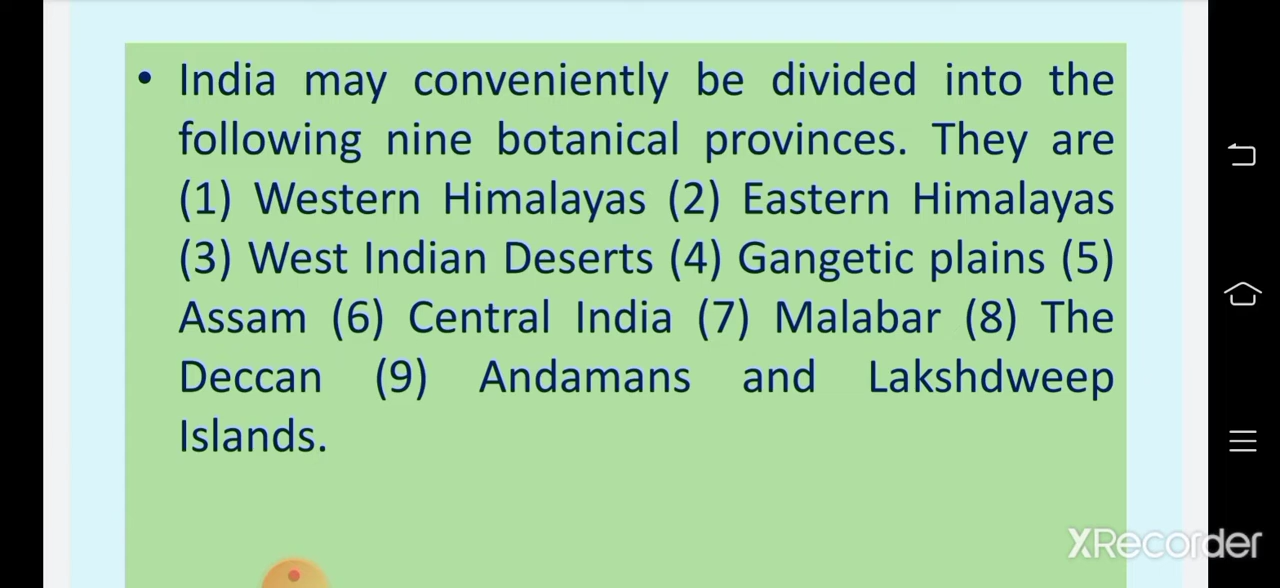 • India may conveniently be divided into the
following nine botanical provinces. They are
(1) Western Himalayas (2) Eastern Himalayas
(3) West Indian Deserts (4) Gangetic plains (5)
Assam (6) Central India (7) Malabar (8) The
Deccan (9) Andamans and Lakshdweep
Islands.
XRecorder